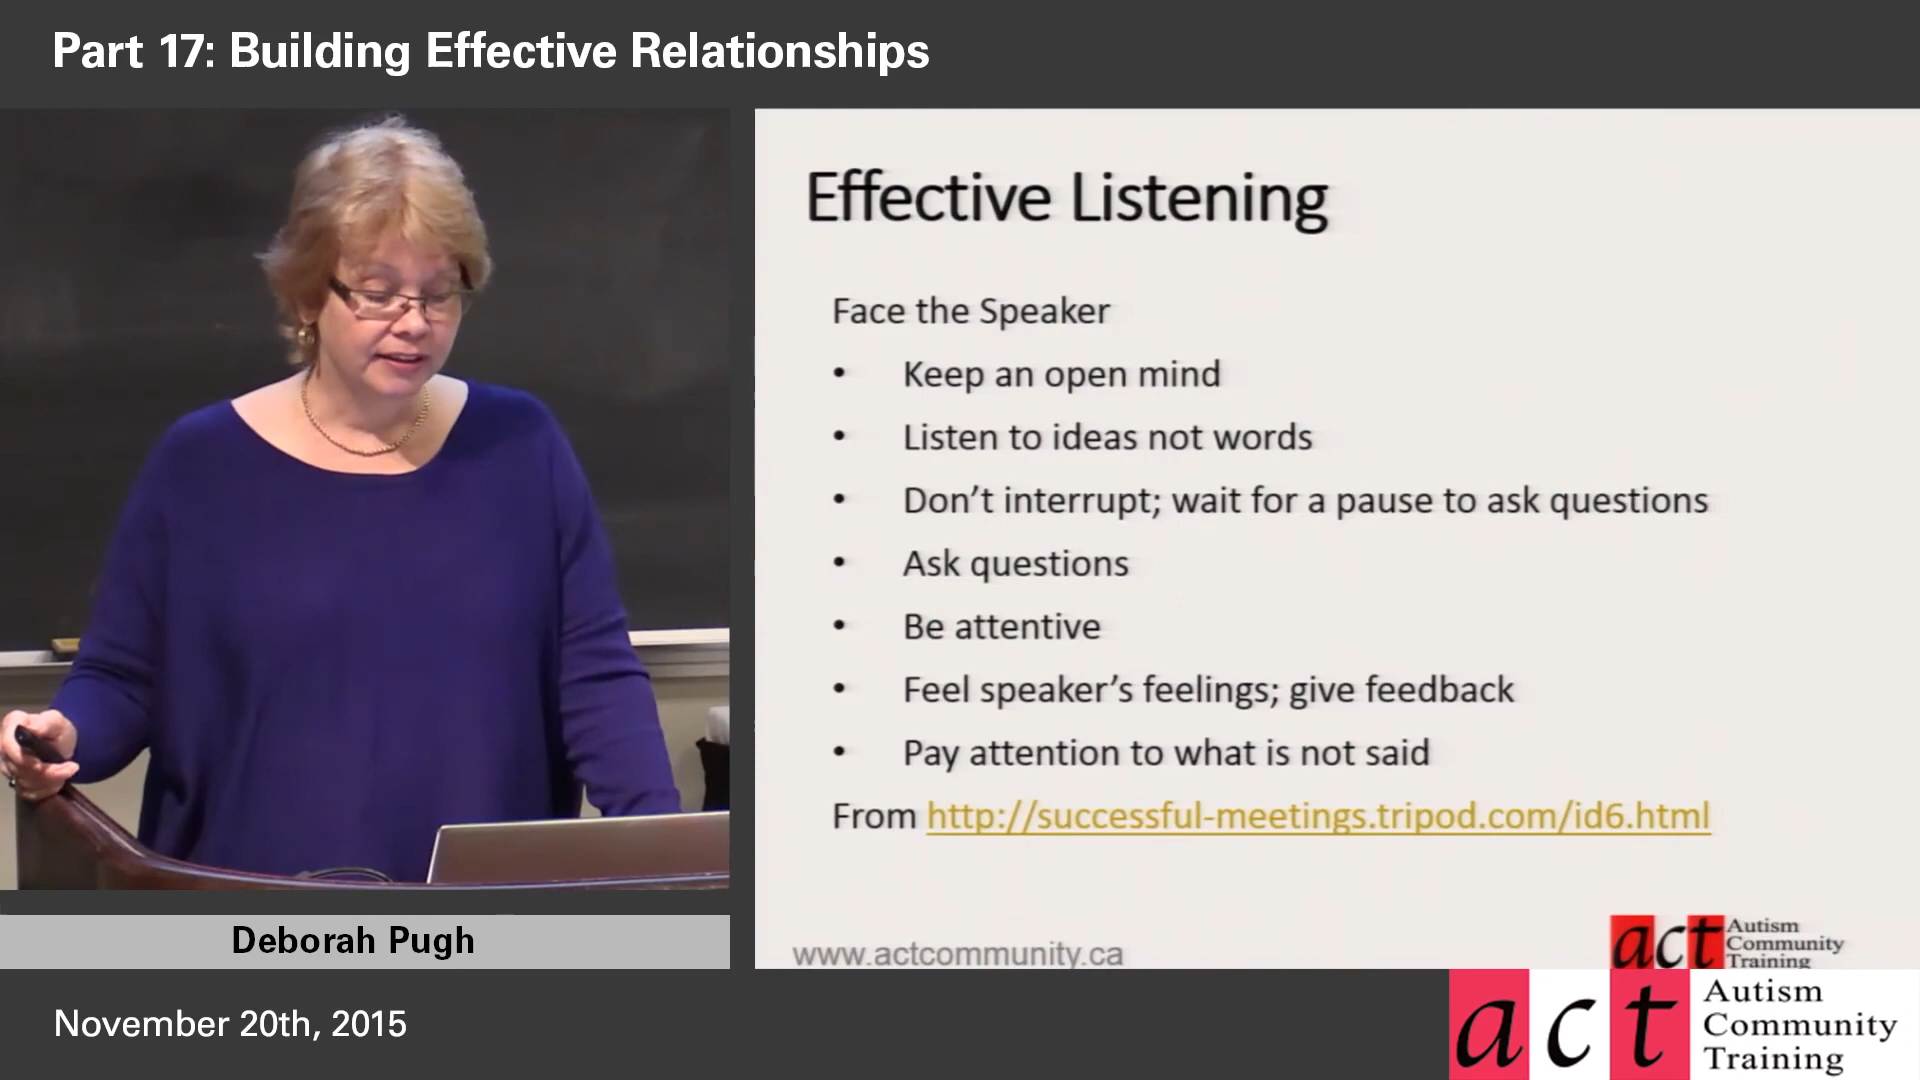 Part 17: Building Effective Relationships
Effective Listening
Face the Speaker
• Keep an open mind
• Listen to ideas not words
• Don’t interrupt; wait for a pause to ask questions
• Ask questions
• Be attentive
• Feel speaker’s feelings; give feedback
• Pay attention to what is not said
From http://successful-meetings.tripod.com/id6.html
www.actcommunity.ca
act
Autism
Community
Training
Deborah Pugh
November 20th, 2015
act
Autism
Community
Training